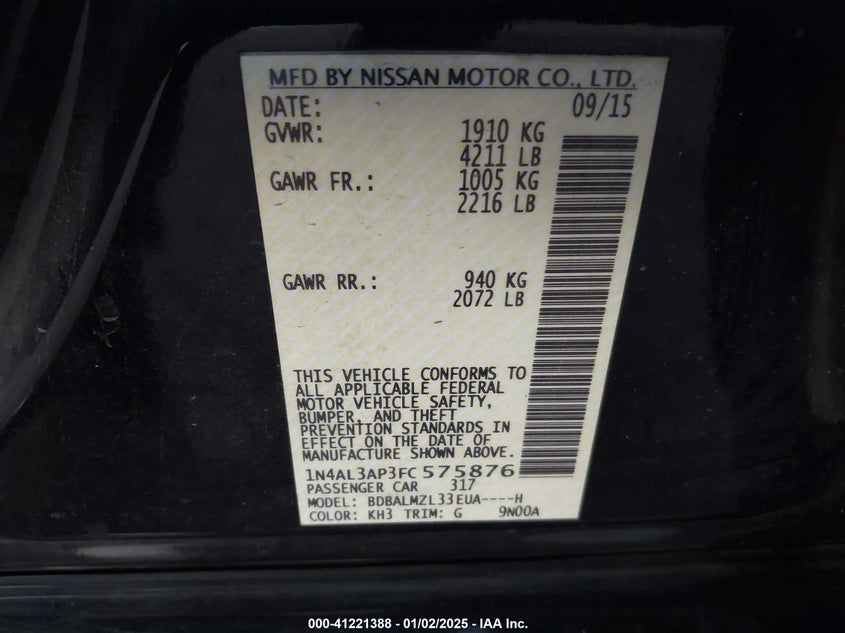 MFD BY NISSAN MOTOR CO., LTD.
DATE: 09/15
GVWR: 1910 KG
4211 LB
GAWR FR.: 1005 KG
2216 LB
GAWR RR.: 940 KG
2072 LB
THIS VEHICLE CONFORMS TO
ALL APPLICABLE FEDERAL
MOTOR VEHICLE SAFETY,
BUMPER, AND THEFT
PREVENTION STANDARDS IN
EFFECT ON THE DATE OF
MANUFACTURE SHOWN ABOVE.
1N4AL3AP3FC575876
PASSENGER CAR 317
MODEL: BDBALMZL33EUA----H
COLOR: KH3 TRIM: G 9N00A
000-41221388 - 01/02/2025 - IAA Inc.